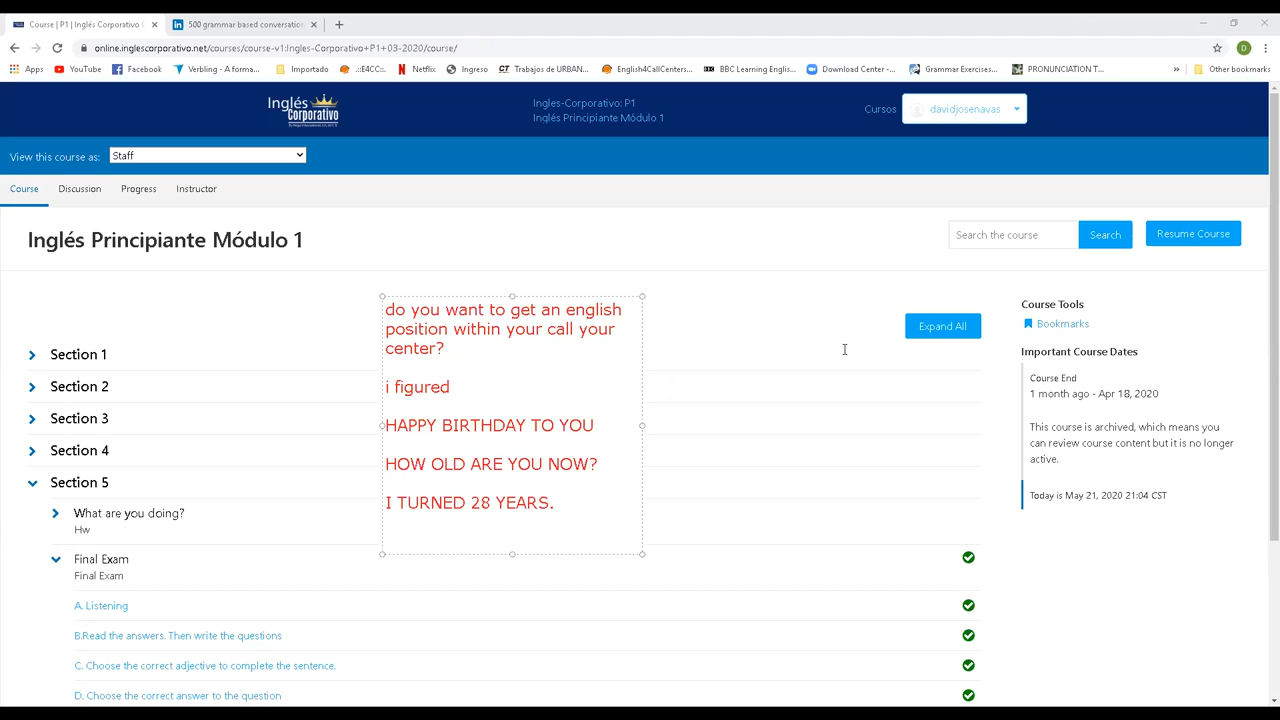 Course | P1 | Inglés Corporativo
500 grammar based conversatio
online.inglescorporativo.net/courses/course-v1:Ingles-Corporativo+P1+03-2020/course/
D
Apps
YouTube
Facebook
Verbling - A forma...
Importado
.::E4CC::.
Netflix
Ingreso
CT Trabajos de URBAN...
English4CallCenters...
BBC Learning Englis...
Download Center -...
Grammar Exercises...
PRONUNCIATION T...
»
Other bookmarks
Inglés
Corporativo
Ingles-Corporativo: P1
Inglés Principiante Módulo 1
Cursos
davidjosenavas
View this course as:
Staff
Course
Discussion
Progress
Instructor
Inglés Principiante Módulo 1
Search the course
Search
Resume Course
do you want to get an english
position within your call your
center?
i figured
HAPPY BIRTHDAY TO YOU
HOW OLD ARE YOU NOW?
I TURNED 28 YEARS.
Expand All
Section 1
Section 2
Section 3
Section 4
Section 5
What are you doing?
Hw
Final Exam
Final Exam
A. Listening
B.Read the answers. Then write the questions
C. Choose the correct adjective to complete the sentence.
D. Choose the correct answer to the question
Course Tools
Bookmarks
Important Course Dates
Course End
1 month ago - Apr 18, 2020
This course is archived, which means you
can review course content but it is no longer
active.
Today is May 21, 2020 21:04 CST